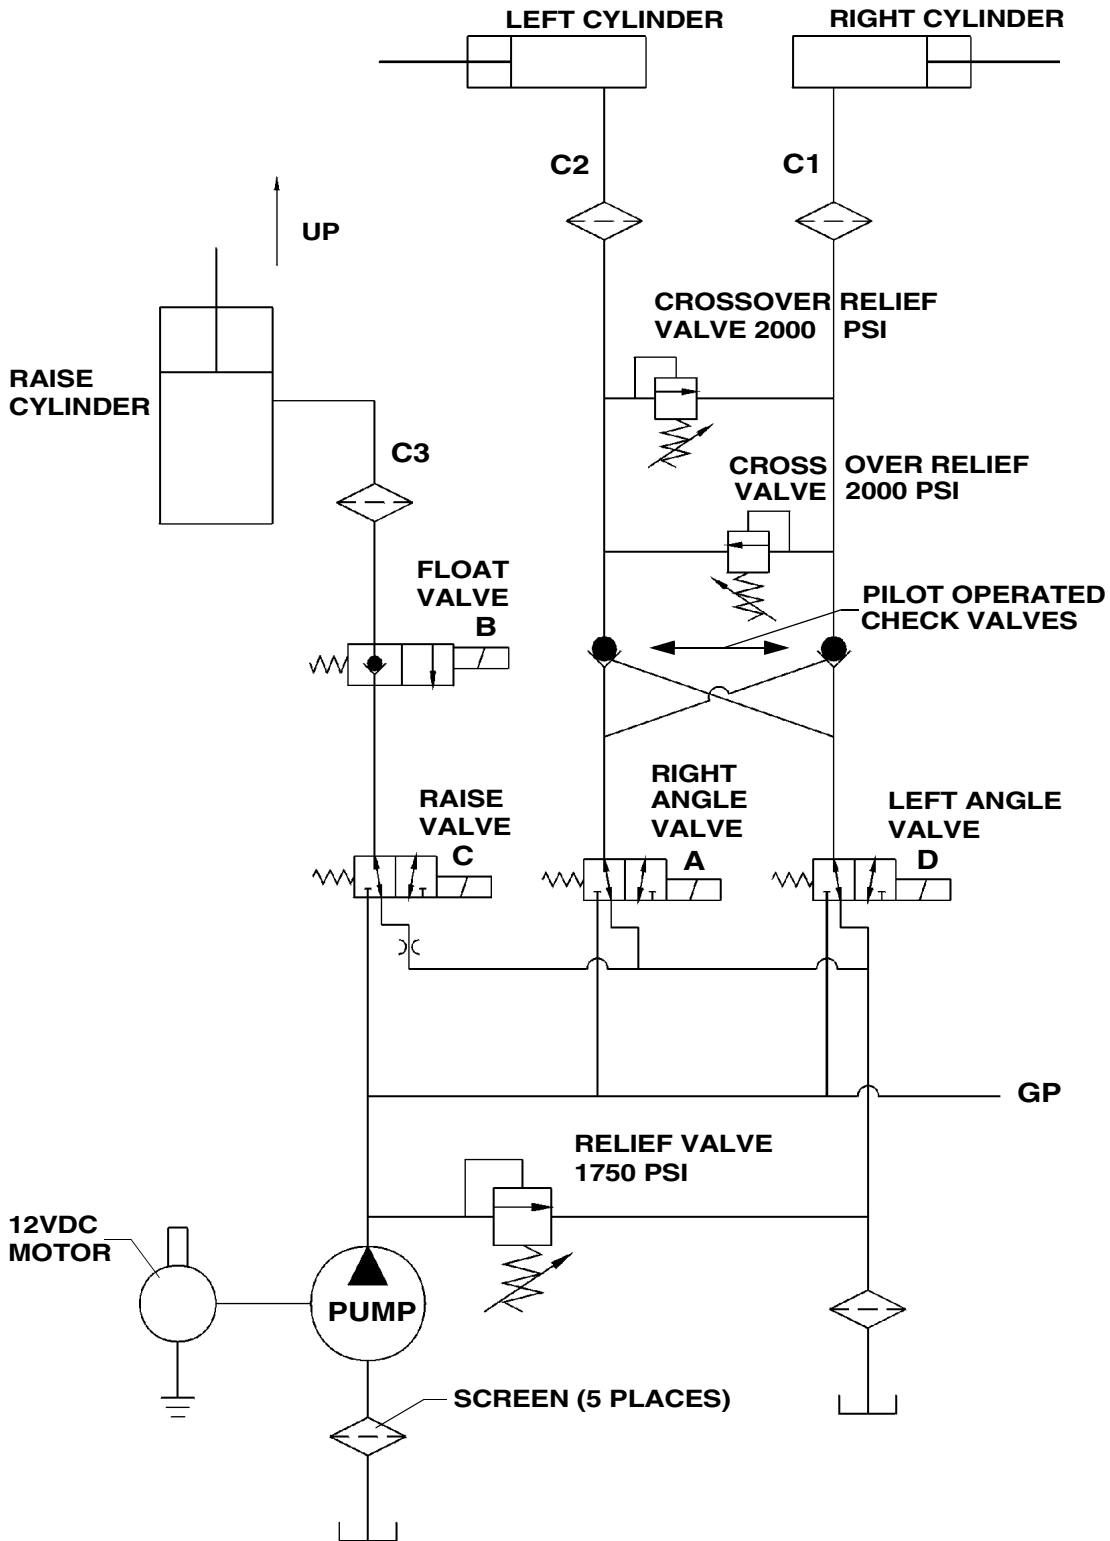 LEFT CYLINDER
RIGHT CYLINDER
C2
C1
UP
CROSSOVER RELIEF
VALVE 2000 PSI
RAISE
CYLINDER
C3
CROSS OVER RELIEF
VALVE 2000 PSI
FLOAT
VALVE
B
PILOT OPERATED
CHECK VALVES
RAISE
VALVE
C
RIGHT
ANGLE
VALVE
A
LEFT ANGLE
VALVE
D
GP
RELIEF VALVE
1750 PSI
12VDC
MOTOR
PUMP
SCREEN (5 PLACES)